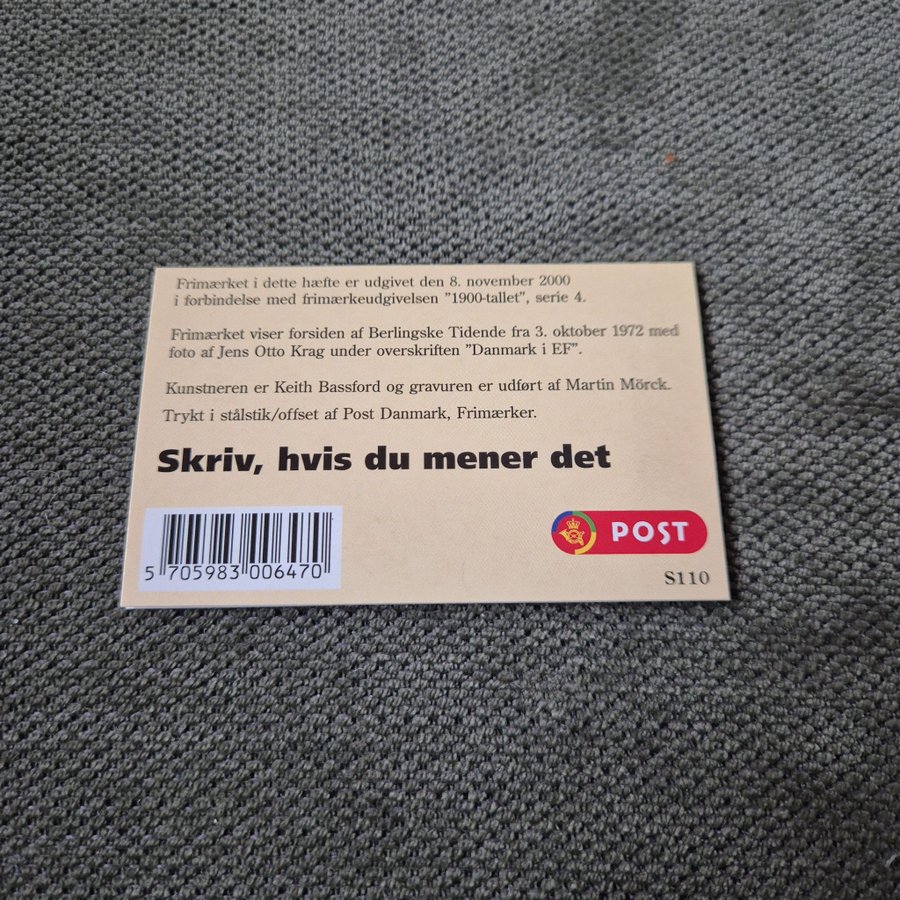 Frimærket i dette hæfte er udgivet den 8. november 2000
i forbindelse med frimærkeudgivelsen "1900-tallet", serie 4.
Frimærket viser forsiden af Berlingske Tidende fra 3. oktober 1972 med
foto af Jens Otto Krag under overskriften "Danmark i EF".
Kunstneren er Keith Bassford og gravuren er udført af Martin Mörck.
Trykt i stålstik/offset af Post Danmark, Frimærker.
Skriv, hvis du mener det
5 705983 006470
POST
S110